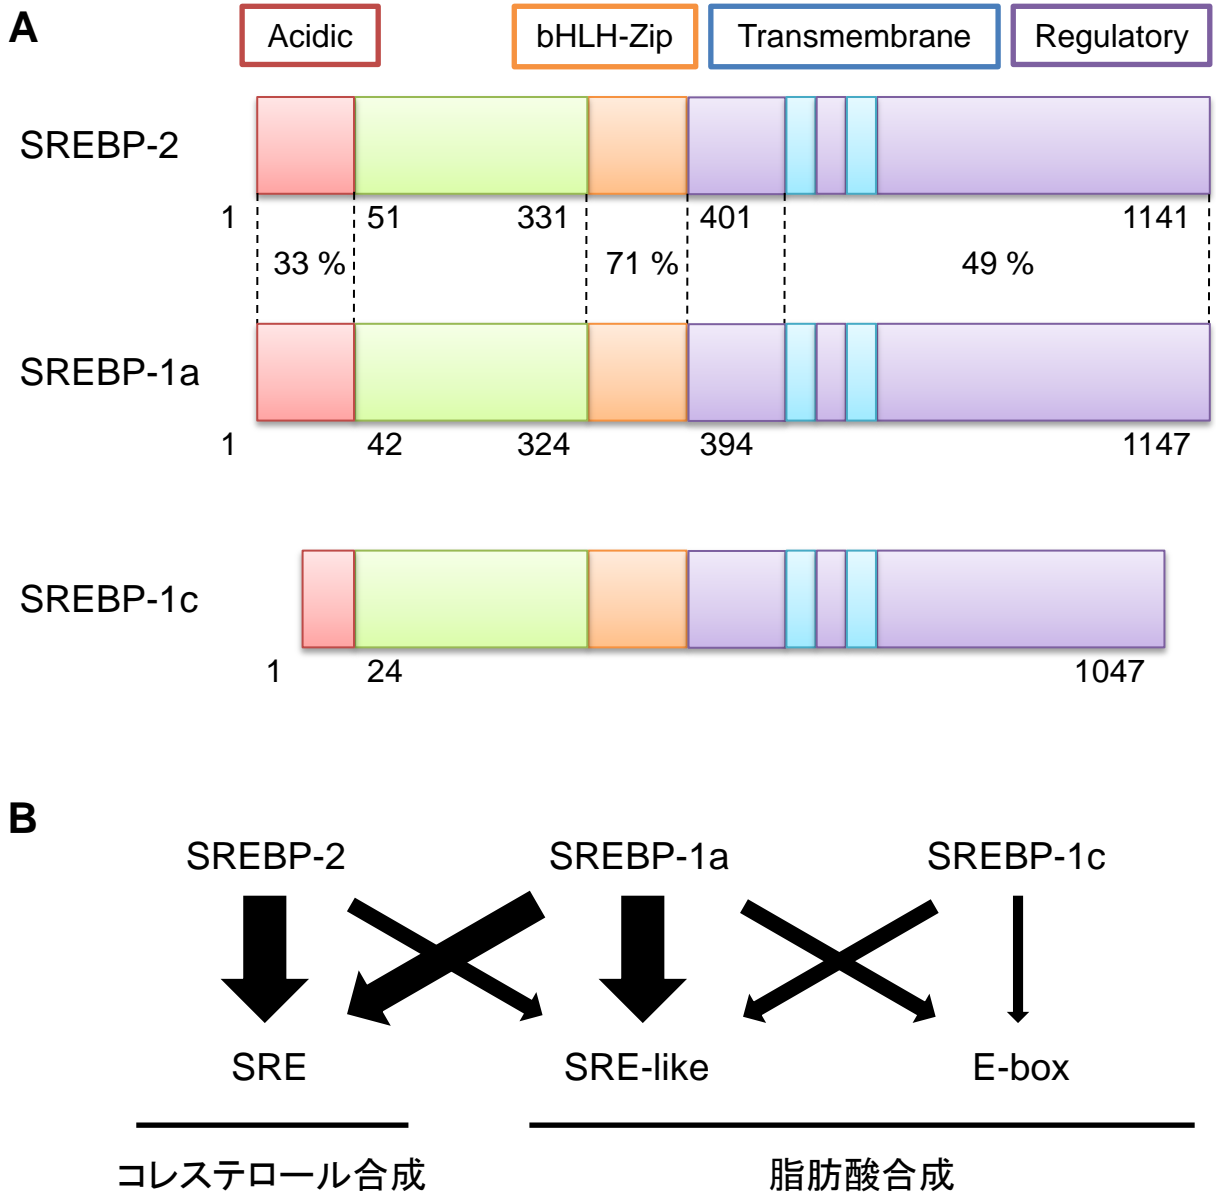 A
Acidic bHLH-Zip Transmembrane Regulatory
SREBP-2
1 51 331 401 1141
33 % 71 % 49 %
SREBP-1a
1 42 324 394 1147
SREBP-1c
1 24 1047
B
SREBP-2 SREBP-1a SREBP-1c
SRE SRE-like E-box
コレステロール合成 脂肪酸合成